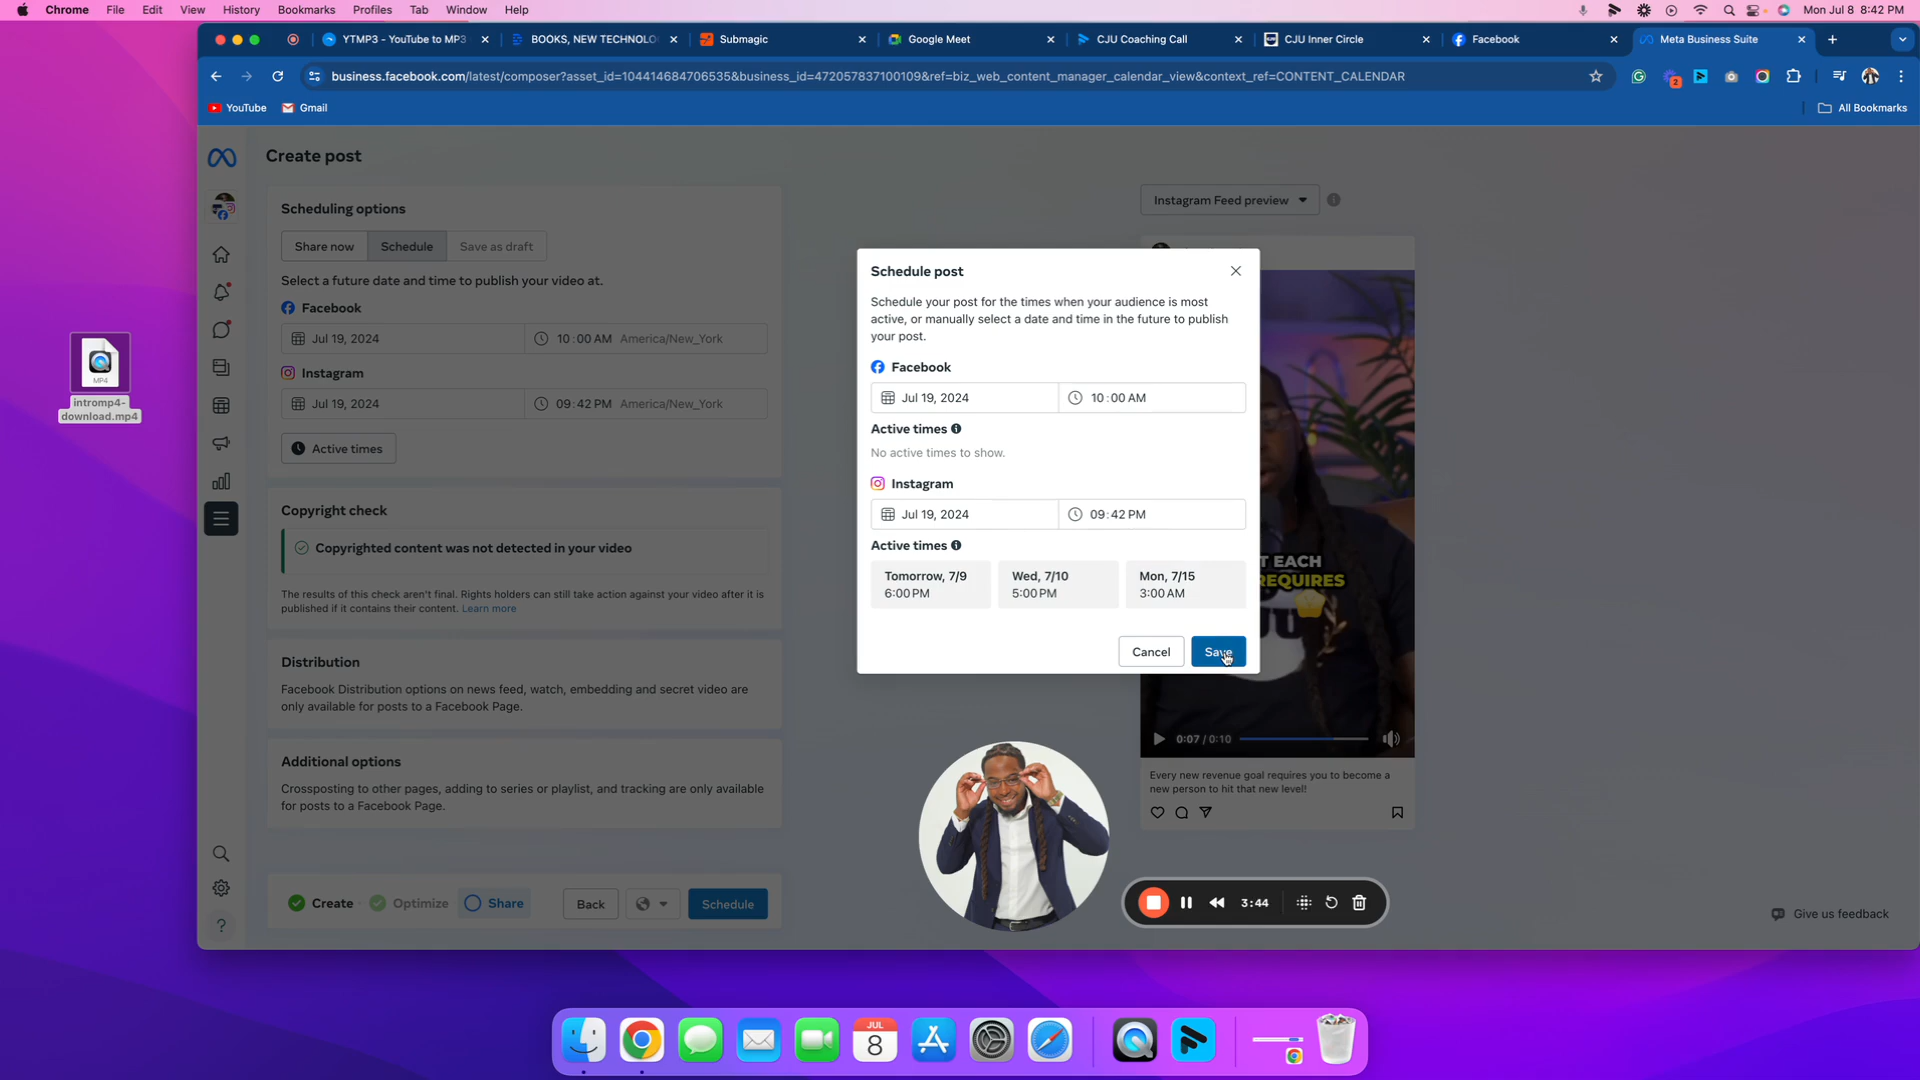 Chrome File Edit View History Bookmarks Profiles Tab Window Help
Mon Jul 8 8:42 PM
YTMP3 - YouTube to MP3
BOOKS, NEW TECHNOLO
Submagic
Google Meet
CJU Coaching Call
CJU Inner Circle
Facebook
Meta Business Suite
business.facebook.com/latest/composer?asset_id=104414684706535&business_id=472057837100109&ref=biz_web_content_manager_calendar_view&context_ref=CONTENT_CALENDAR
2
YouTube
Gmail
All Bookmarks
MP4
intromp4-
download.mp4
Create post
Scheduling options
Share now
Schedule
Save as draft
Select a future date and time to publish your video at.
Facebook
Jul 19, 2024
10:00 AM America/New_York
Instagram
Jul 19, 2024
09:42 PM America/New_York
Active times
Copyright check
Copyrighted content was not detected in your video
The results of this check aren't final. Rights holders can still take action against your video after it is
published if it contains their content. Learn more
Distribution
Facebook Distribution options on news feed, watch, embedding and secret video are
only available for posts to a Facebook Page.
Additional options
Crossposting to other pages, adding to series or playlist, and tracking are only available
for posts to a Facebook Page.
Create
Optimize
Share
Back
Schedule
Instagram Feed preview
Schedule post
Schedule your post for the times when your audience is most
active, or manually select a date and time in the future to publish
your post.
Facebook
Jul 19, 2024
10:00 AM
Active times
No active times to show.
Instagram
Jul 19, 2024
09:42 PM
Active times
Tomorrow, 7/9
6:00 PM
Wed, 7/10
5:00 PM
Mon, 7/15
3:00 AM
Cancel
Save
T EACH
REQUIRES
0:07 / 0:10
Every new revenue goal requires you to become a
new person to hit that new level!
3:44
Give us feedback
JUL
8